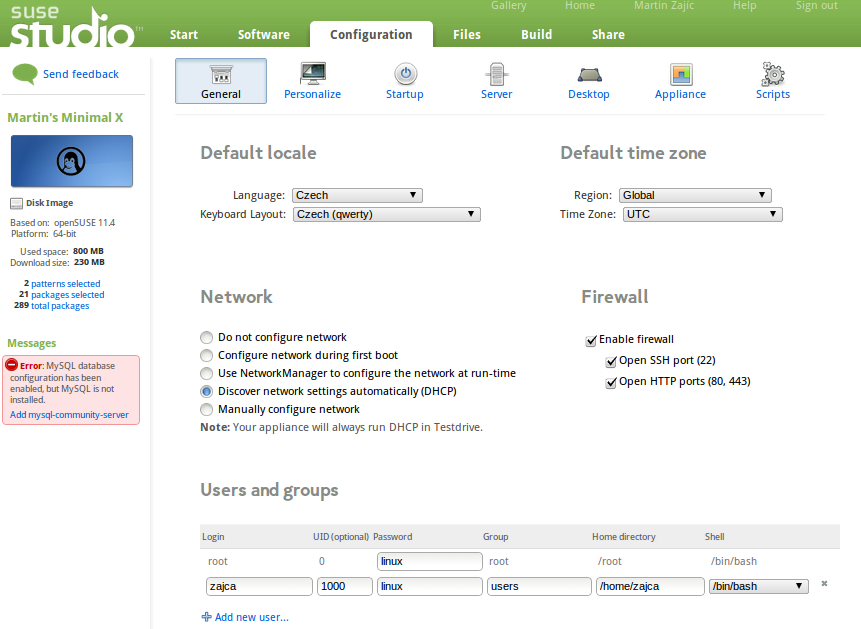 suse
studio™
Gallery Home Martin Zajíc Help Sign out
Start Software Configuration Files Build Share
Send feedback
Martin's Minimal X
Disk Image
Based on: openSUSE 11.4
Platform: 64-bit
Used space: 800 MB
Download size: 230 MB
2 patterns selected
21 packages selected
289 total packages
Messages
Error: MySQL database
configuration has been
enabled, but MySQL is not
installed.
Add mysql-community-server
General Personalize Startup Server Desktop Appliance Scripts
Default locale
Language: Czech
Keyboard Layout: Czech (qwerty)
Default time zone
Region: Global
Time Zone: UTC
Network
Do not configure network
Configure network during first boot
Use NetworkManager to configure the network at run-time
Discover network settings automatically (DHCP)
Manually configure network
Note: Your appliance will always run DHCP in Testdrive.
Firewall
Enable firewall
Open SSH port (22)
Open HTTP ports (80, 443)
Users and groups
Login UID (optional) Password Group Home directory Shell
root 0 linux root /root /bin/bash
zajca 1000 linux users /home/zajca /bin/bash
Add new user...